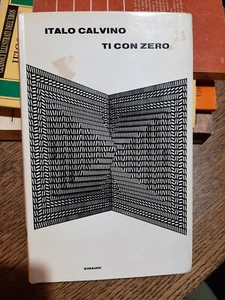 ITALO CALVINO
TI CON ZERO
EINAUDI